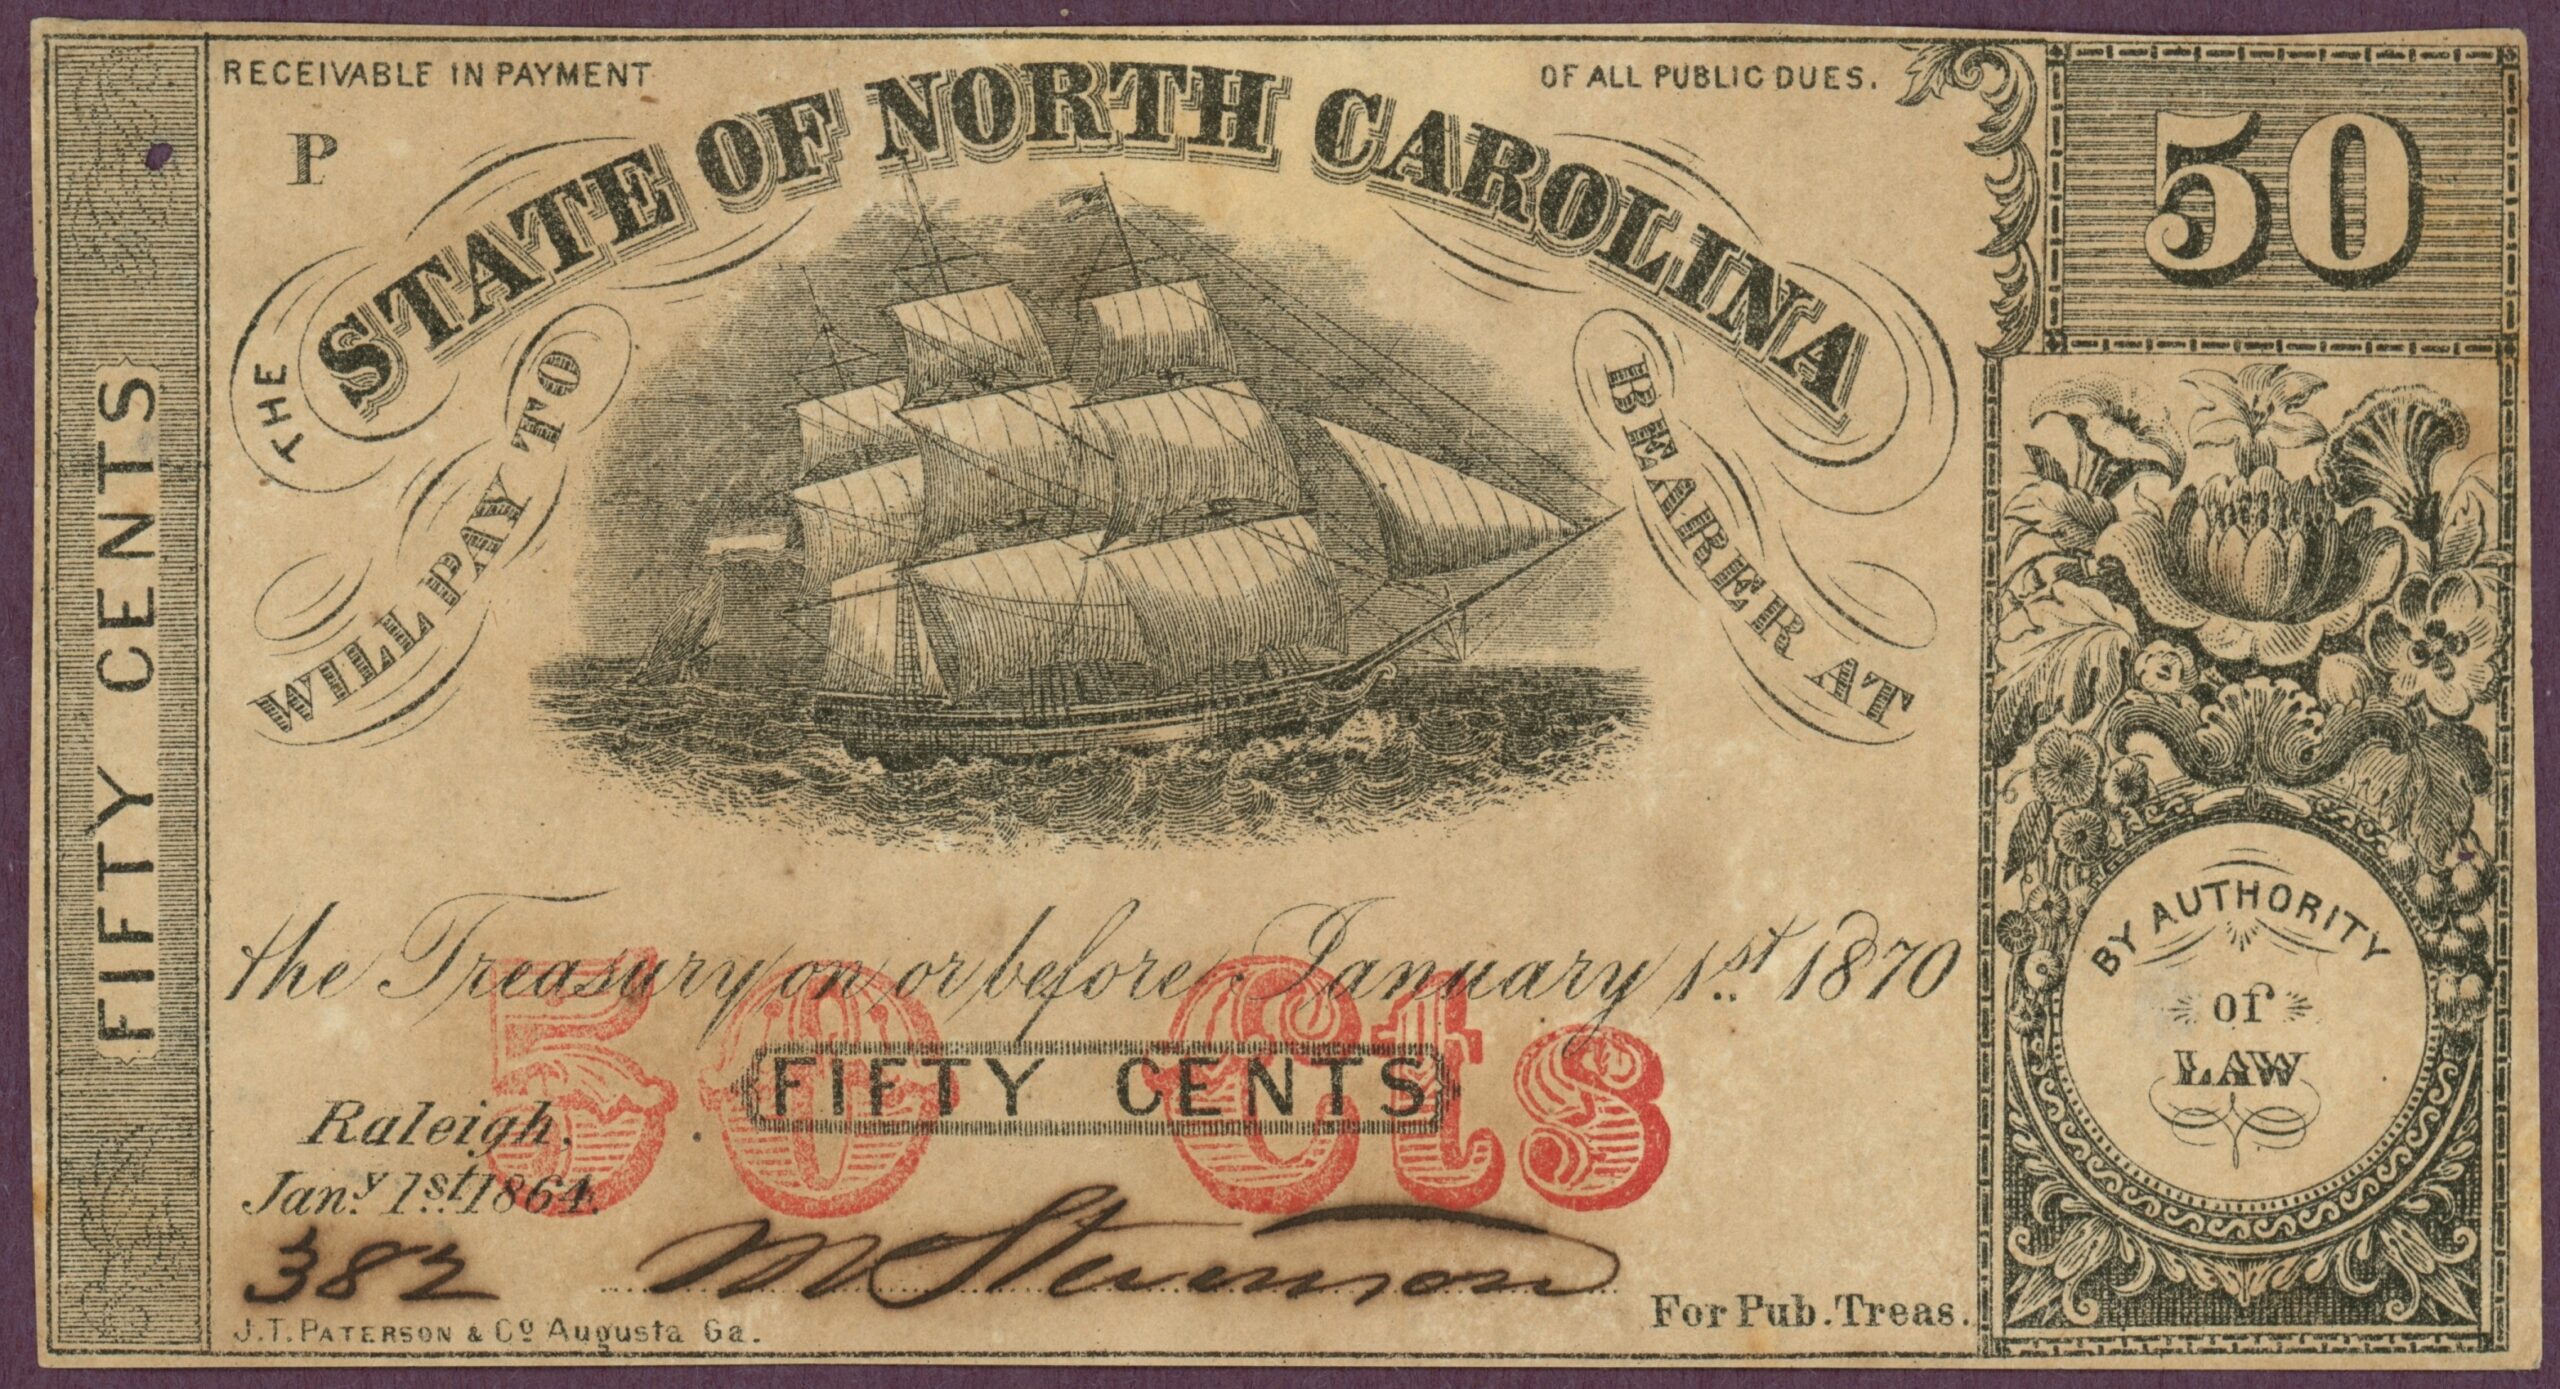 RECEIVABLE IN PAYMENT OF ALL PUBLIC DUES.
50
P
THE STATE OF NORTH CAROLINA
WILL PAY TO BEARER AT
the Treasury on or before January 1st 1870
50 Cts
FIFTY CENTS
Raleigh,
Jany. 1st 1864.
382
M Stevenson
For Pub. Treas.
J.T. PATERSON & Co Augusta Ga.
FIFTY CENTS
BY AUTHORITY
of
LAW